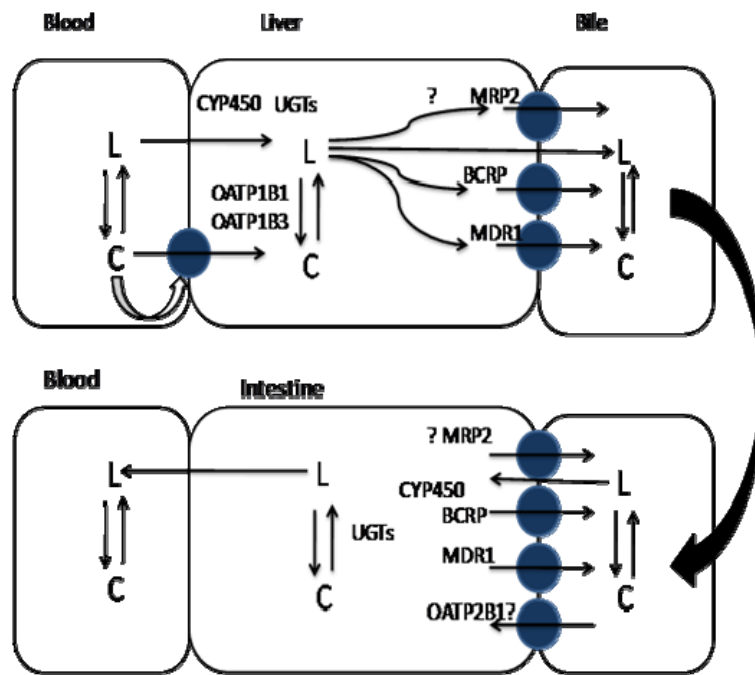 Blood Liver Bile
CYP450 UGTs ? MRP2
L L L
BCRP
OATP1B1
OATP1B3
MDR1
C C C
Blood Intestine
? MRP2
L L CYP450 L
BCRP
UGTs
MDR1
C C C
OATP2B1?